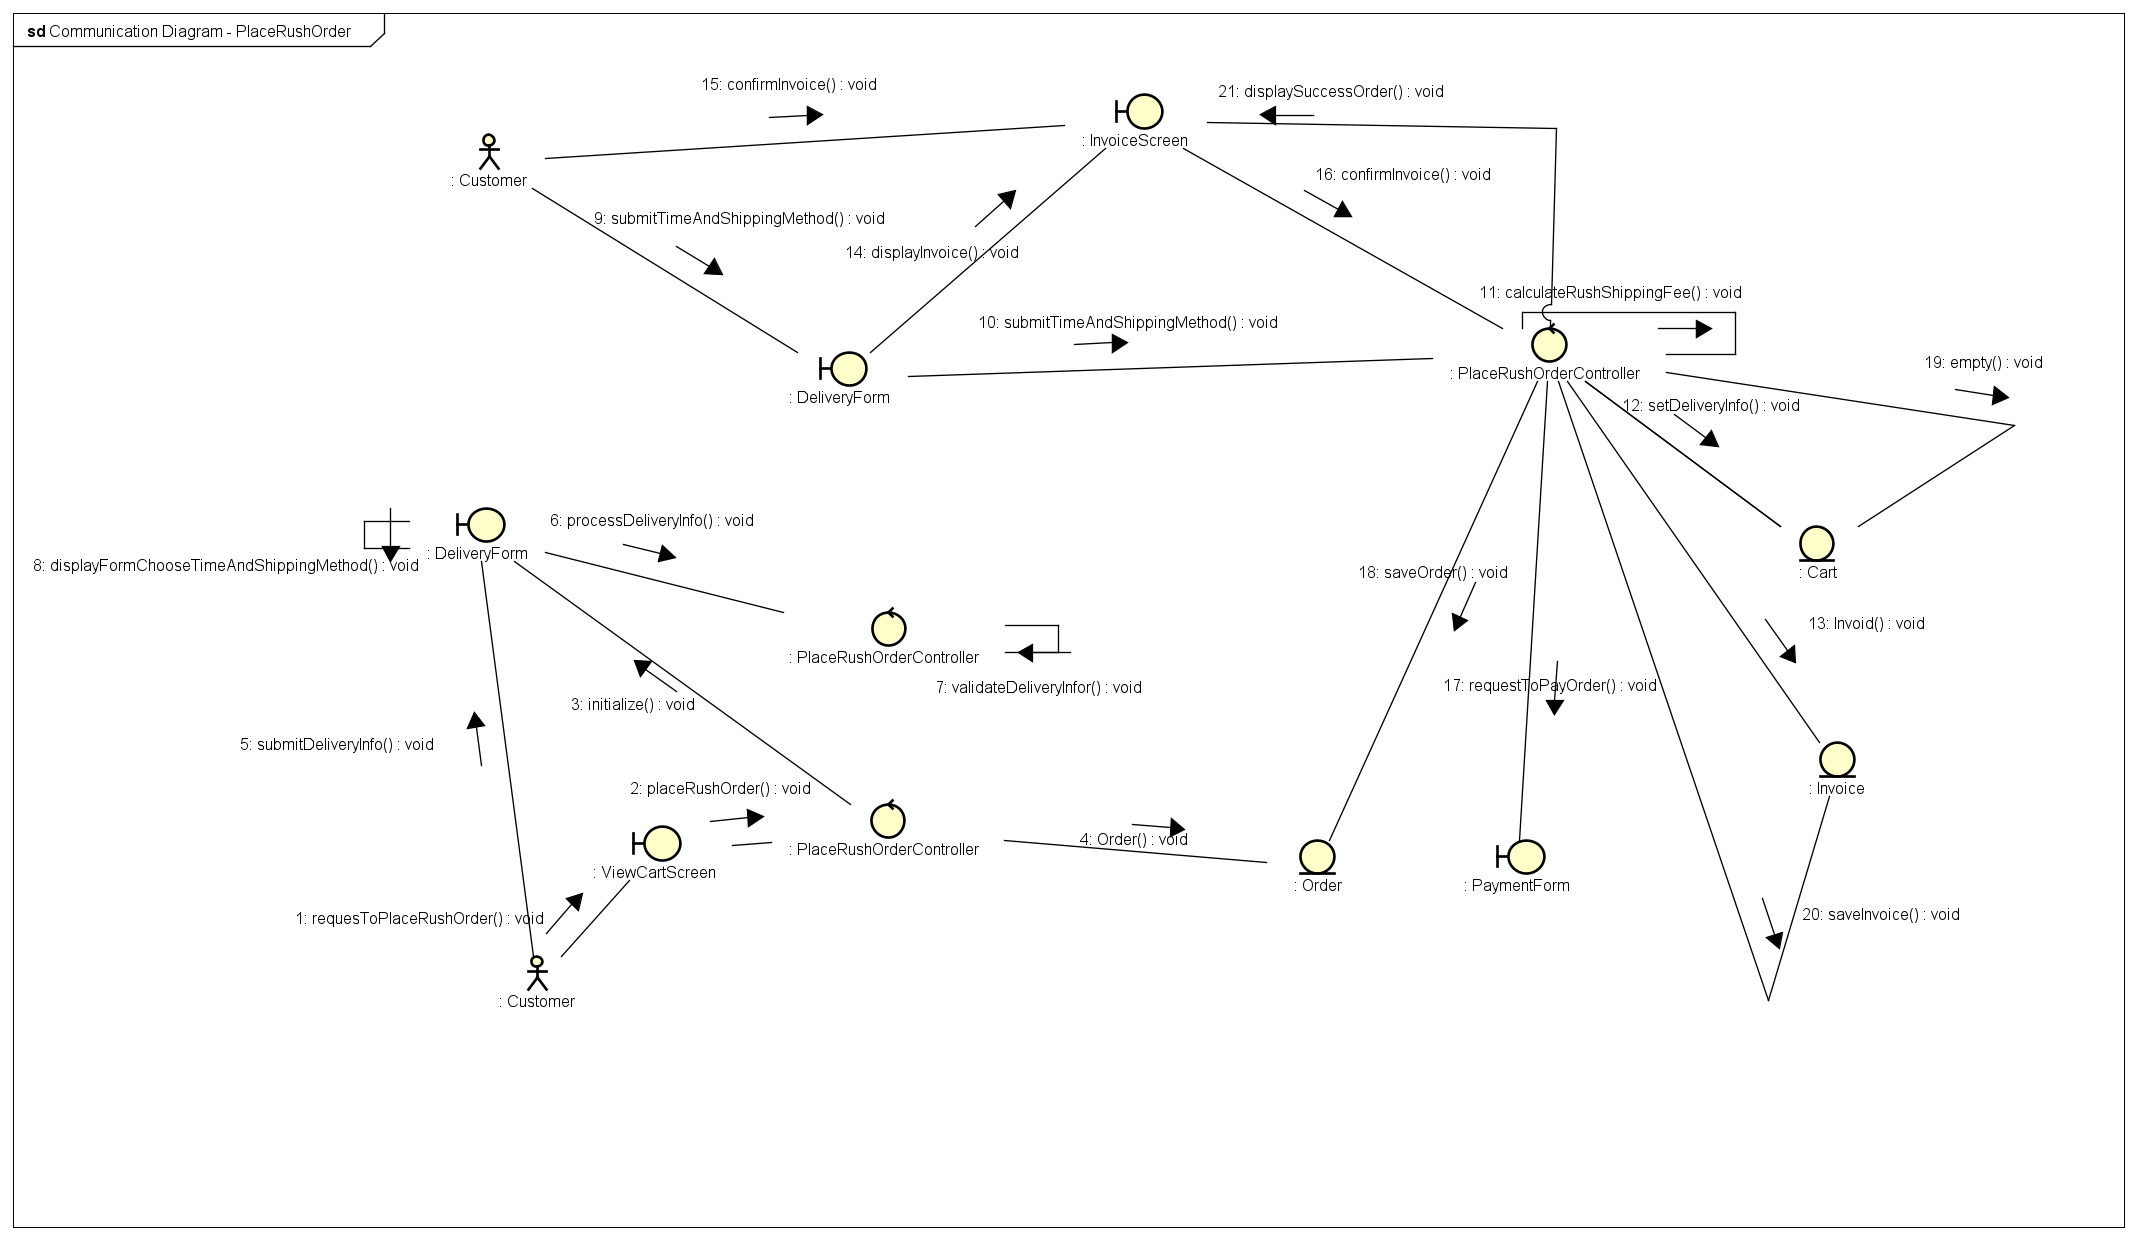 sd Communication Diagram - PlaceRushOrder
15: confirmInvoice() : void
21: displaySuccessOrder() : void
: InvoiceScreen
: Customer
16: confirmInvoice() : void
9: submitTimeAndShippingMethod() : void
14: displayInvoice() : void
11: calculateRushShippingFee() : void
10: submitTimeAndShippingMethod() : void
19: empty() : void
: PlaceRushOrderController
: DeliveryForm
12: setDeliveryInfo() : void
6: processDeliveryInfo() : void
: DeliveryForm
8: displayFormChooseTimeAndShippingMethod() : void
18: saveOrder() : void
: Cart
13: Invoid() : void
: PlaceRushOrderController
7: validateDeliveryInfor() : void
17: requestToPayOrder() : void
3: initialize() : void
5: submitDeliveryInfo() : void
2: placeRushOrder() : void
: Invoice
4: Order() : void
: PlaceRushOrderController
: ViewCartScreen
: Order
: PaymentForm
1: requesToPlaceRushOrder() : void
20: saveInvoice() : void
: Customer